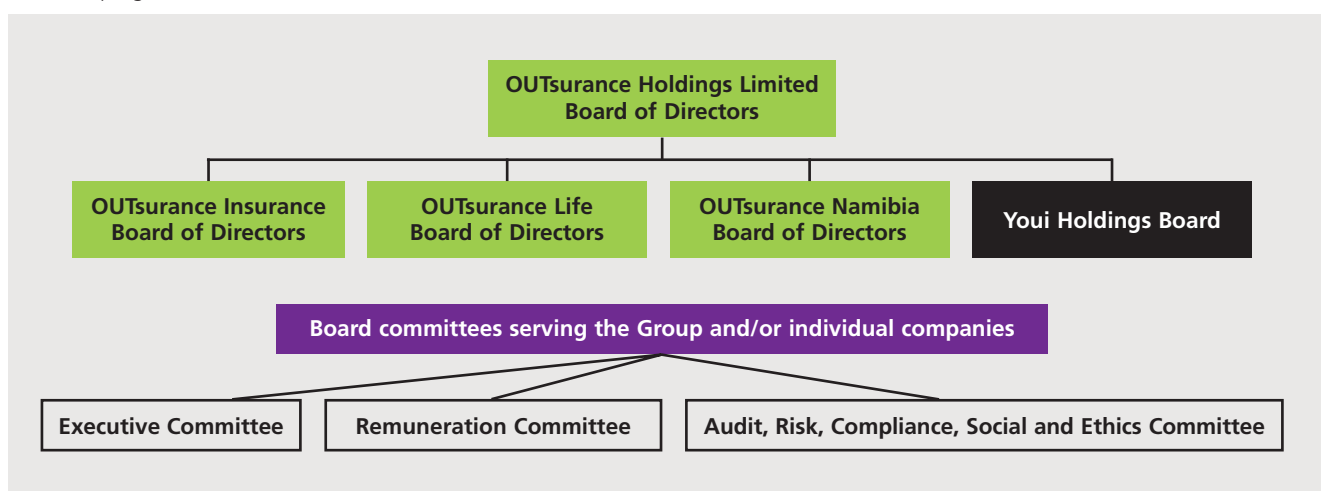 OUTsurance Holdings Limited
Board of Directors
OUTsurance Insurance
Board of Directors
OUTsurance Life
Board of Directors
OUTsurance Namibia
Board of Directors
Youi Holdings Board
Board committees serving the Group and/or individual companies
Executive Committee
Remuneration Committee
Audit, Risk, Compliance, Social and Ethics Committee